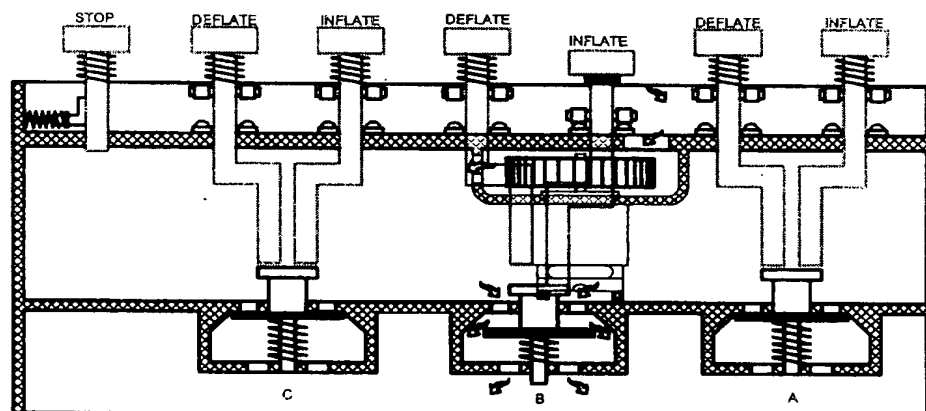 STOP
DEFLATE
INFLATE
DEFLATE
INFLATE
DEFLATE
INFLATE
C
B
A